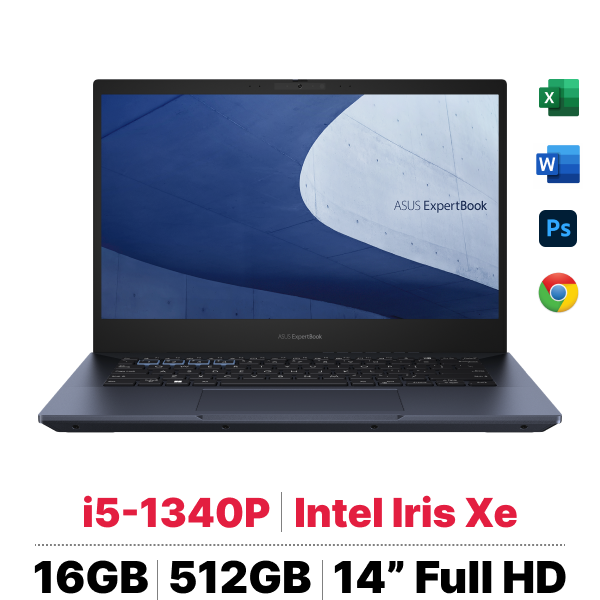 X
W
ASUS ExpertBook
Ps
ASUS ExpertBook
i5-1340P | Intel Iris Xe
16GB | 512GB | 14” Full HD